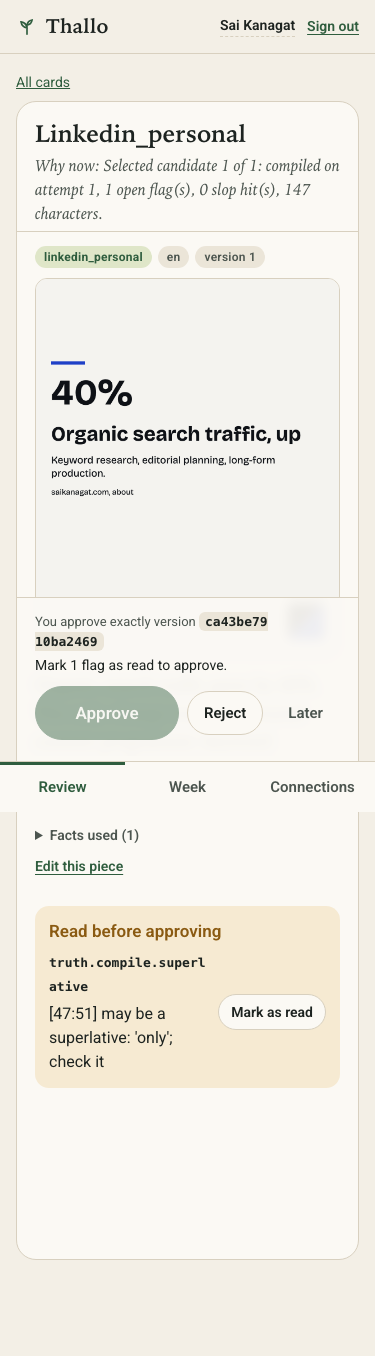 Thallo
Sai Kanagat
Sign out
All cards
Linkedin_personal
Why now: Selected candidate 1 of 1: compiled on
attempt 1, 1 open flag(s), 0 slop hit(s), 147
characters.
linkedin_personal
en
version 1
40%
Organic search traffic, up
Keyword research, editorial planning, long-form
production.
saikanagat.com, about
You approve exactly version ca43be79
10ba2469
Mark 1 flag as read to approve.
Approve
Reject
Later
Review
Week
Connections
Facts used (1)
Edit this piece
Read before approving
truth.compile.superl
ative
[47:51] may be a
superlative: 'only';
check it
Mark as read